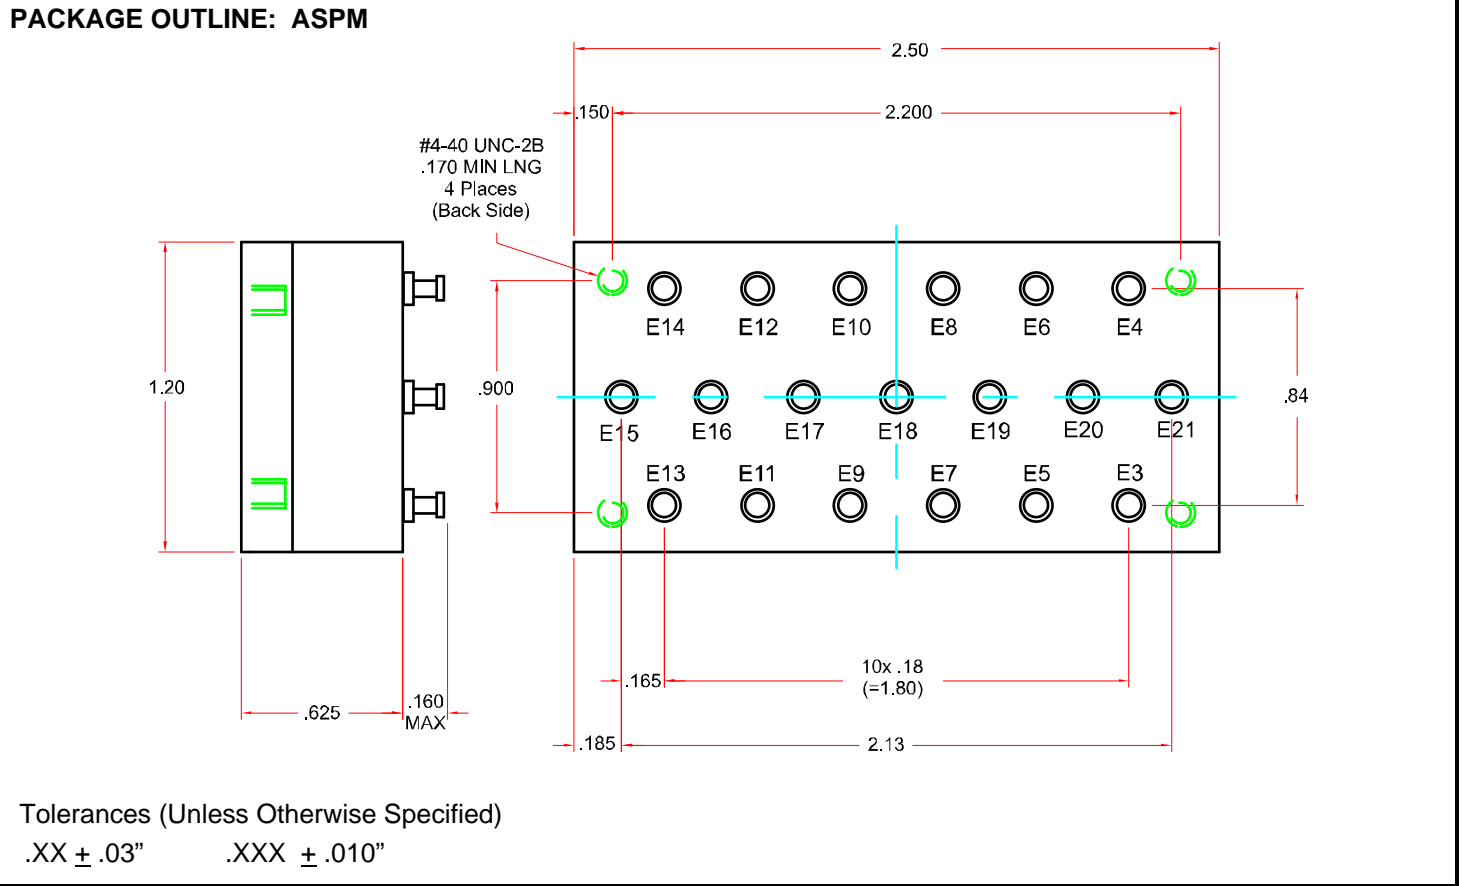 PACKAGE OUTLINE:  ASPM
2.50
.150
2.200
#4-40 UNC-2B
.170 MIN LNG
4 Places
(Back Side)
E14 E12 E10 E8 E6 E4
1.20
.900
.84
E15 E16 E17 E18 E19 E20 E21
E13 E11 E9 E7 E5 E3
.165
10x .18
(=1.80)
.625
.160
MAX
.185
2.13
Tolerances (Unless Otherwise Specified)
.XX ± .03” .XXX ± .010”